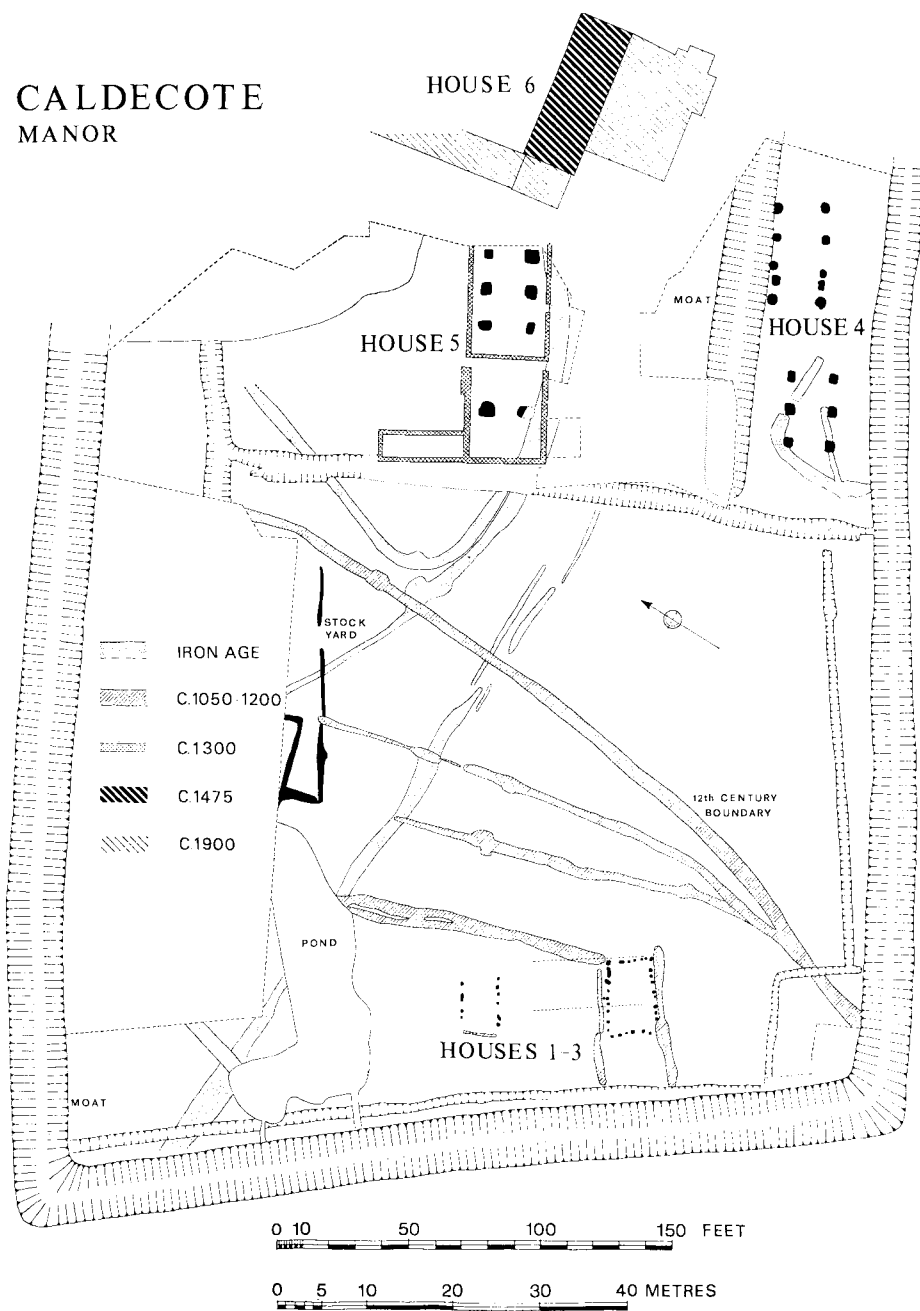 CALDECOTE
MANOR
HOUSE 6
MOAT
HOUSE 4
HOUSE 5
STOCK
YARD
IRON AGE
C.1050-1200
C.1300
C.1475
C.1900
12th CENTURY
BOUNDARY
POND
HOUSES 1-3
MOAT
0 10 50 100 150 FEET
0 5 10 20 30 40 METRES